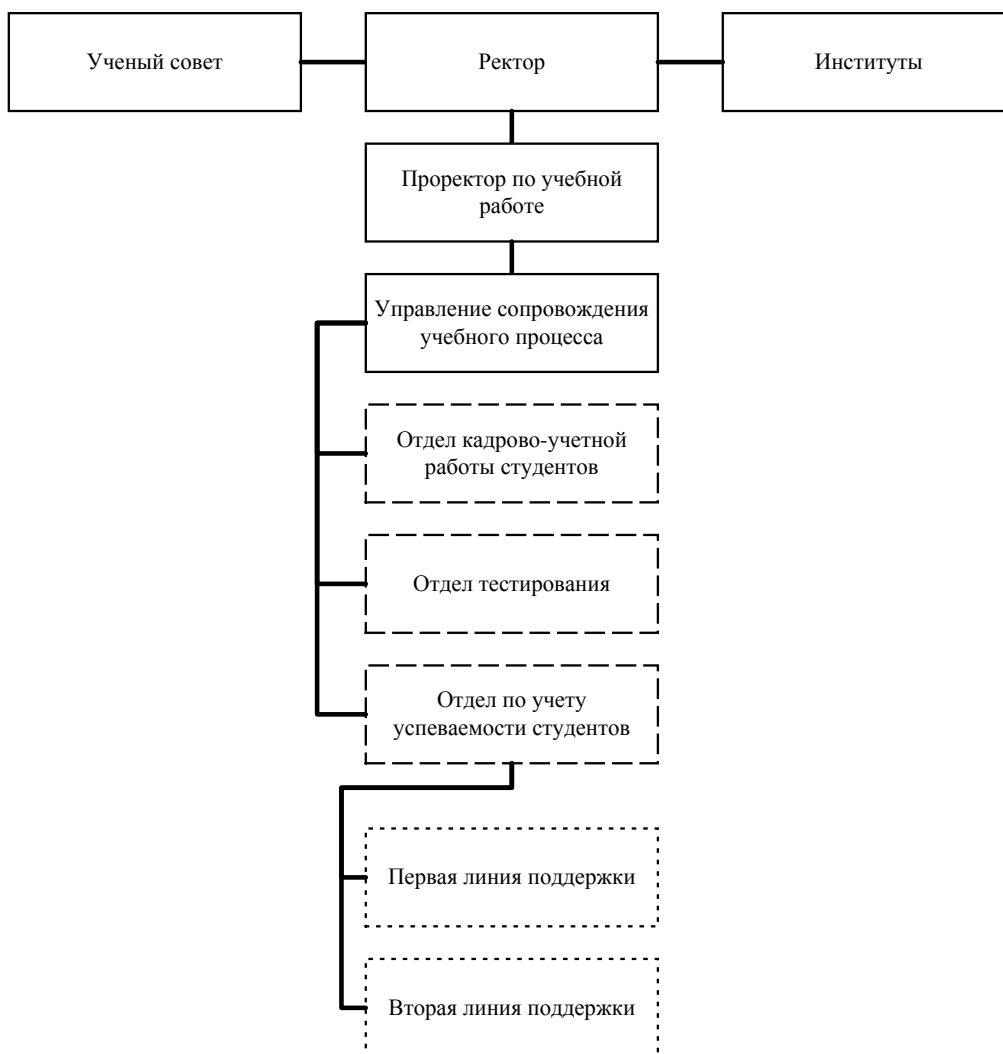 Ученый совет
Ректор
Институты
Проректор по учебной
работе
Управление сопровождения
учебного процесса
Отдел кадрово-учетной
работы студентов
Отдел тестирования
Отдел по учету
успеваемости студентов
Первая линия поддержки
Вторая линия поддержки